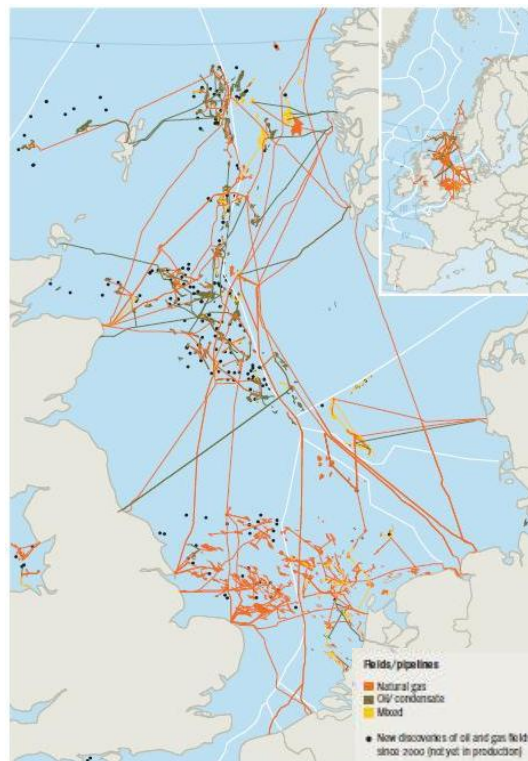 Fields/pipelines
Natural gas
Oil/ condensate
Mixed
New discoveries of oil and gas fields
since 2000 (not yet in production)